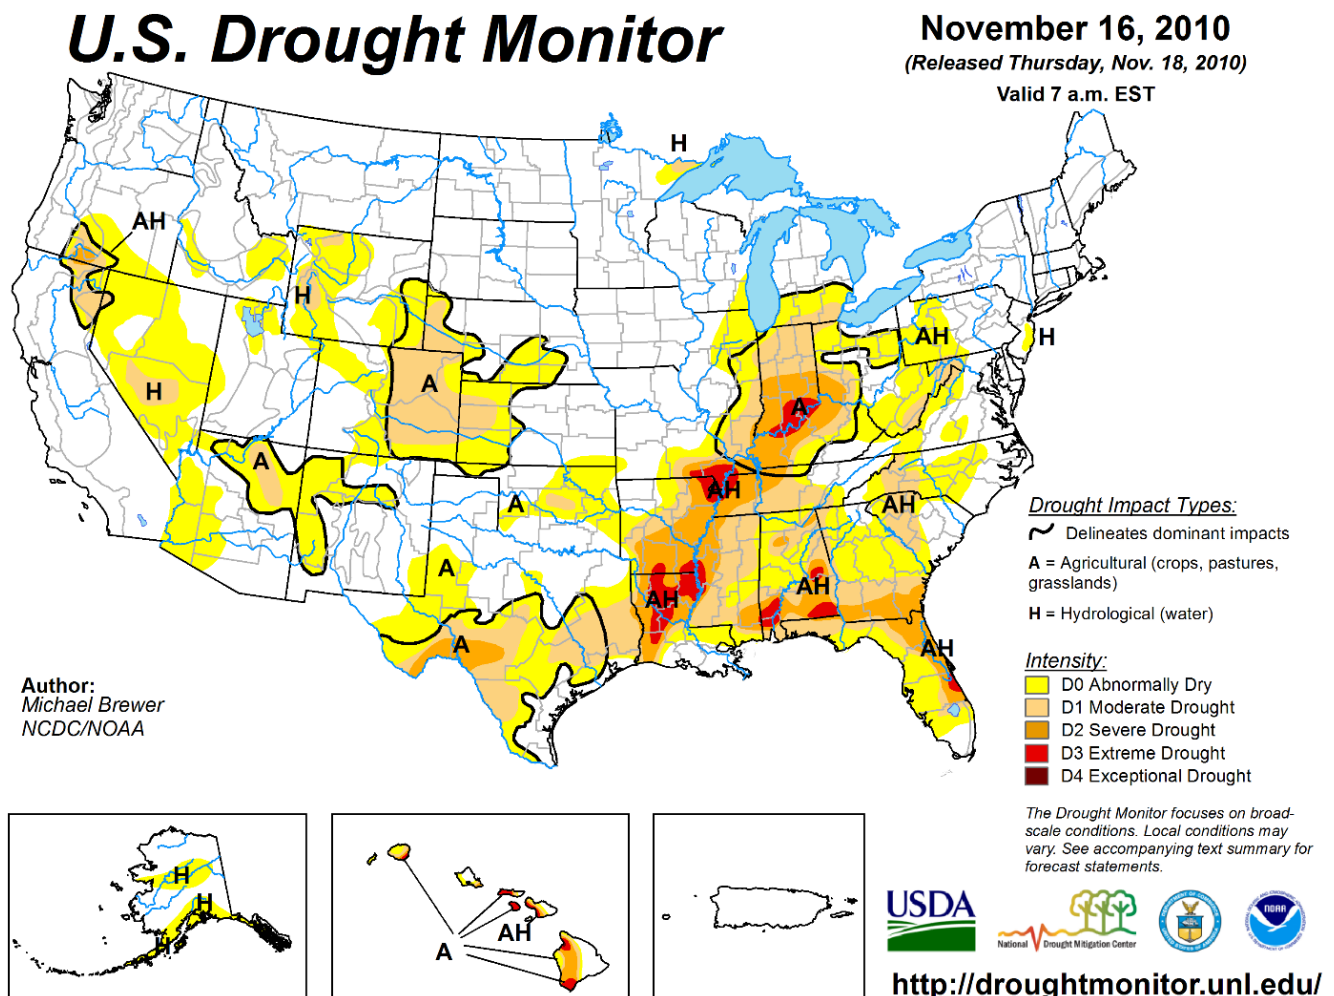 U.S. Drought Monitor
November 16, 2010
(Released Thursday, Nov. 18, 2010)
Valid 7 a.m. EST
H
AH
H
AH
H
A
H
A
A
A
AH
AH
A
AH
AH
A
AH
Drought Impact Types:
Delineates dominant impacts
A = Agricultural (crops, pastures,
grasslands)
H = Hydrological (water)
Intensity:
D0 Abnormally Dry
D1 Moderate Drought
D2 Severe Drought
D3 Extreme Drought
D4 Exceptional Drought
Author:
Michael Brewer
NCDC/NOAA
The Drought Monitor focuses on broad-
scale conditions. Local conditions may
vary. See accompanying text summary for
forecast statements.
H
H
H
A
AH
USDA
National Drought Mitigation Center
NOAA
http://droughtmonitor.unl.edu/